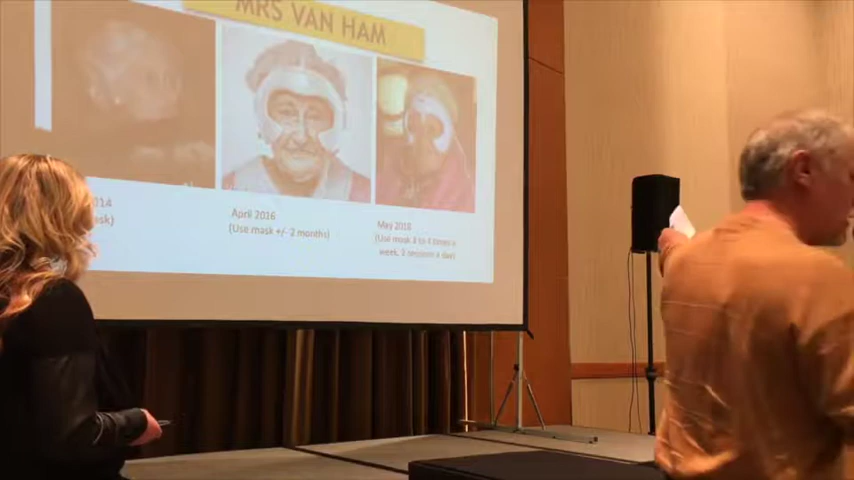 MRS VAN HAM
April 2016
(Use mask +/- 2 months)
May 2018
(Use mask 3 to 4 times a
week, 3 sessions a day)